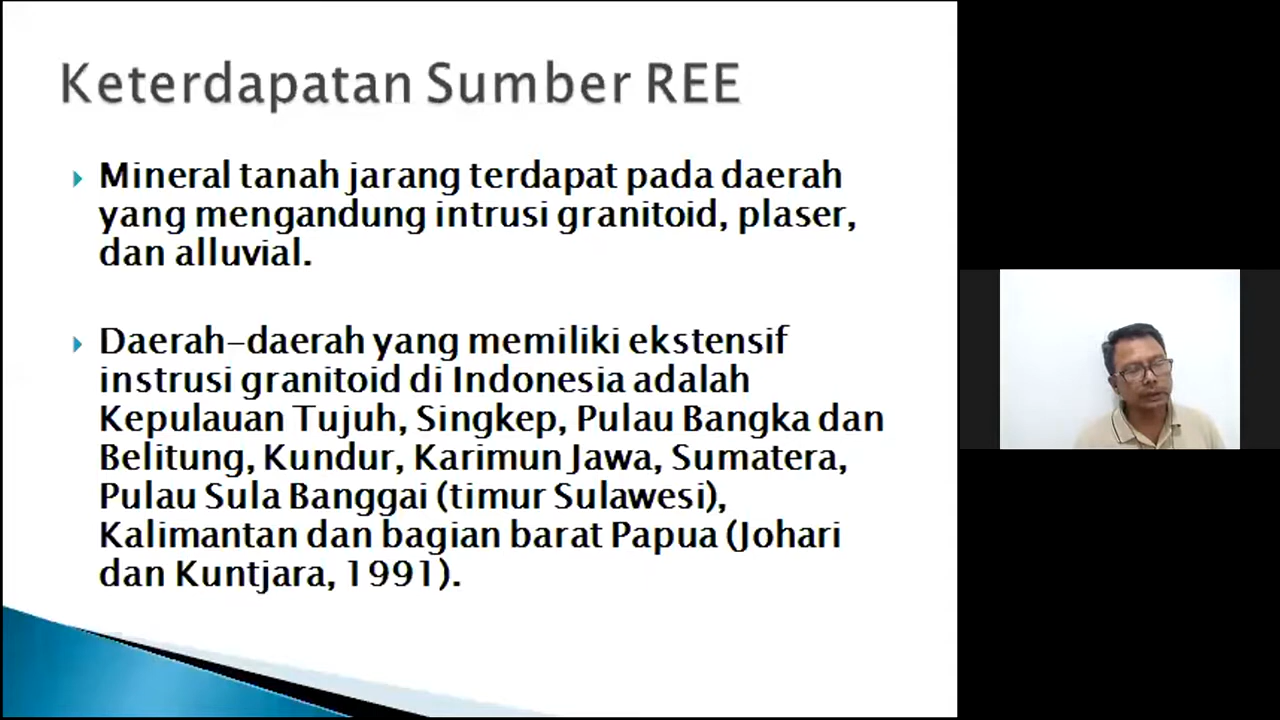 Keterdapatan Sumber REE
Mineral tanah jarang terdapat pada daerah
yang mengandung intrusi granitoid, plaser,
dan alluvial.
Daerah-daerah yang memiliki ekstensif
instrusi granitoid di Indonesia adalah
Kepulauan Tujuh, Singkep, Pulau Bangka dan
Belitung, Kundur, Karimun Jawa, Sumatera,
Pulau Sula Banggai (timur Sulawesi),
Kalimantan dan bagian barat Papua (Johari
dan Kuntjara, 1991).